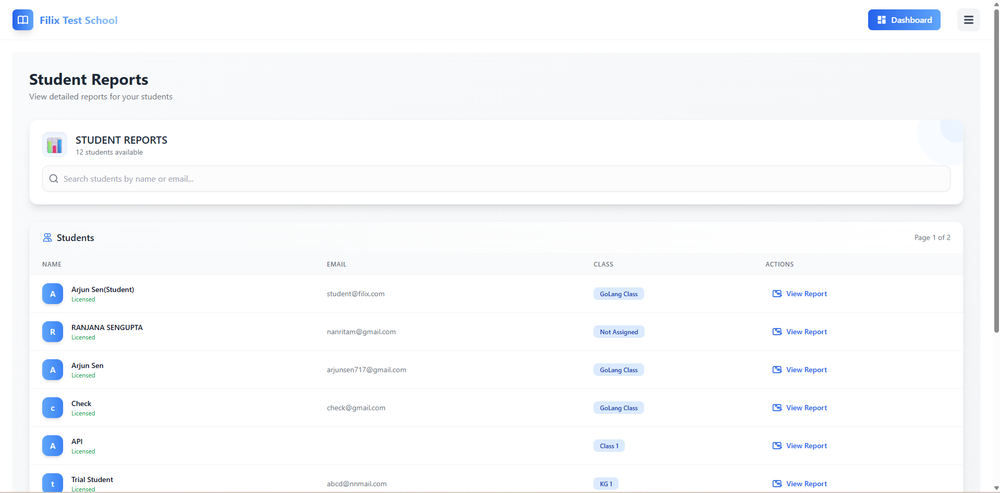 Filix Test School
Dashboard
Student Reports
View detailed reports for your students
STUDENT REPORTS
12 students available
Search students by name or email...
Students
Page 1 of 2
NAME EMAIL CLASS ACTIONS
A Arjun Sen(Student) student@filix.com GoLang Class View Report
Licensed
R RANJANA SENGUPTA nanritam@gmail.com Not Assigned View Report
Licensed
A Arjun Sen arjunsen717@gmail.com GoLang Class View Report
Licensed
c Check check@gmail.com GoLang Class View Report
Licensed
A API Class 1 View Report
Licensed
t Trial Student abcd@nnmail.com KG 1 View Report
Licensed